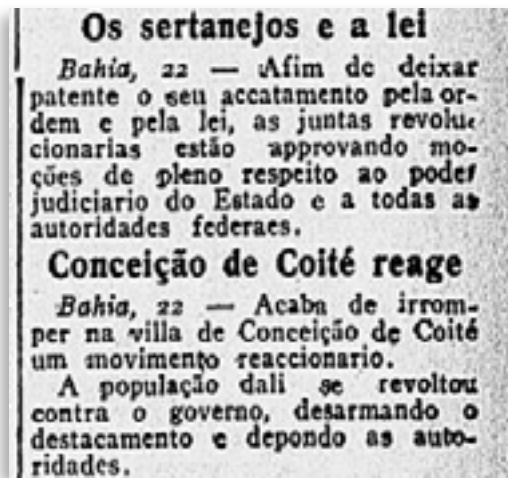 Os sertanejos e a lei
Bahia, 22 — Afim de deixar
patente o seu accatamento pela or-
dem e pela lei, as juntas revolu-
cionarias estão approvando mo-
ções de pleno respeito ao poder
judiciario do Estado e a todas as
autoridades federaes.
Conceição de Coité reage
Bahia, 22 — Acaba de irrom-
per na villa de Conceição de Coité
um movimento reaccionario.
A população dali se revoltou
contra o governo, desarmando o
destacamento e depondo as auto-
ridades.